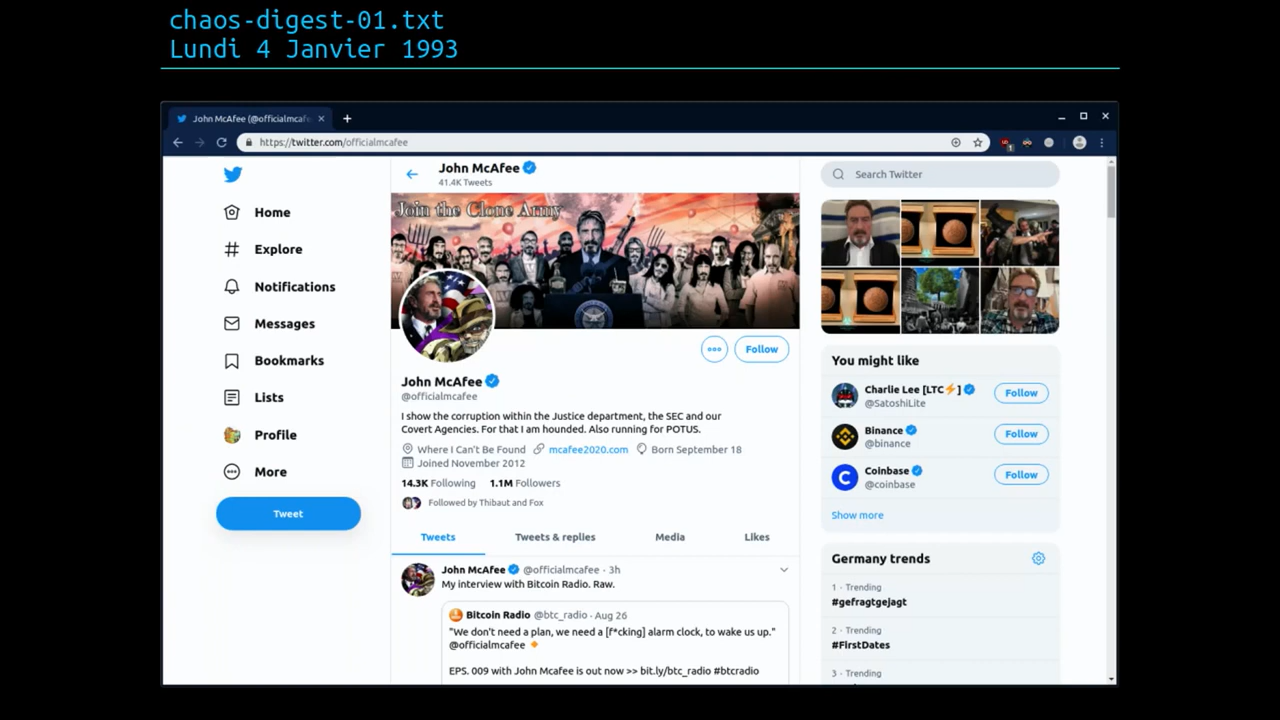 chaos-digest-01.txt
Lundi 4 Janvier 1993
John McAfee (@officialmcafe
https://twitter.com/officialmcafee
1
Home
Explore
Notifications
Messages
Bookmarks
Lists
Profile
More
Tweet
John McAfee
41.4K Tweets
Join the Clone Army
Follow
John McAfee
@officialmcafee
I show the corruption within the Justice department, the SEC and our
Covert Agencies. For that I am hounded. Also running for POTUS.
Where I Can't Be Found mcafee2020.com Born September 18
Joined November 2012
14.3K Following 1.1M Followers
Followed by Thibaut and Fox
Tweets Tweets & replies Media Likes
John McAfee @officialmcafee · 3h
My interview with Bitcoin Radio. Raw.
Bitcoin Radio @btc_radio · Aug 26
"We don't need a plan, we need a [f*cking] alarm clock, to wake us up."
@officialmcafee 🔸
EPS. 009 with John Mcafee is out now >> bit.ly/btc_radio #btcradio
Search Twitter
You might like
Charlie Lee [LTC⚡]
@SatoshiLite
Follow
Binance
@binance
Follow
Coinbase
@coinbase
Follow
Show more
Germany trends
1 · Trending
#gefragtgejagt
2 · Trending
#FirstDates
3 · Trending